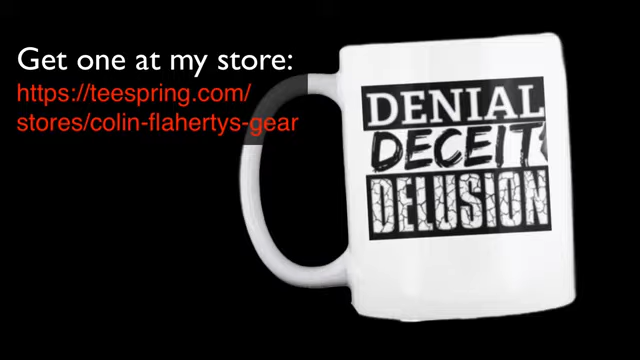 Get one at my store:
https://teespring.com/
stores/colin-flahertys-gear
DENIAL
DECEIT
DELUSION